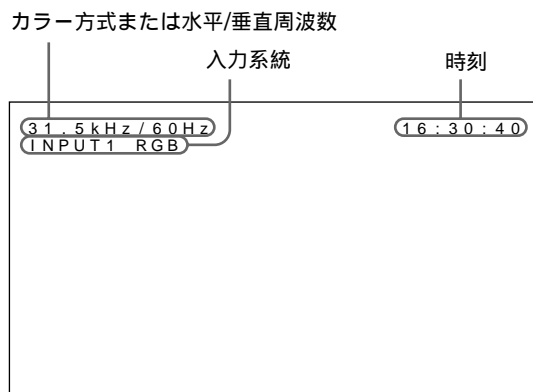 カラー方式または水平/垂直周波数
入力系統
時刻
31.5kHz/60Hz
16:30:40
INPUT1 RGB